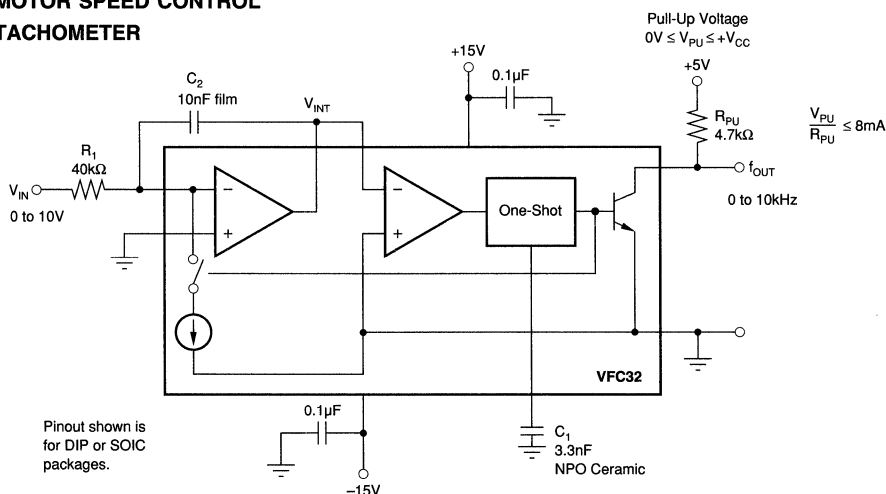 MOTOR SPEED CONTROL
TACHOMETER
Pull-Up Voltage
0V ≤ V_PU ≤ +V_CC
+5V
+15V
0.1µF
C_2
10nF film
V_INT
R_PU
4.7kΩ
V_PU
R_PU
≤ 8mA
R_1
40kΩ
V_IN
0 to 10V
−
+
−
+
One-Shot
f_OUT
0 to 10kHz
VFC32
0.1µF
–15V
C_1
3.3nF
NPO Ceramic
Pinout shown is
for DIP or SOIC
packages.